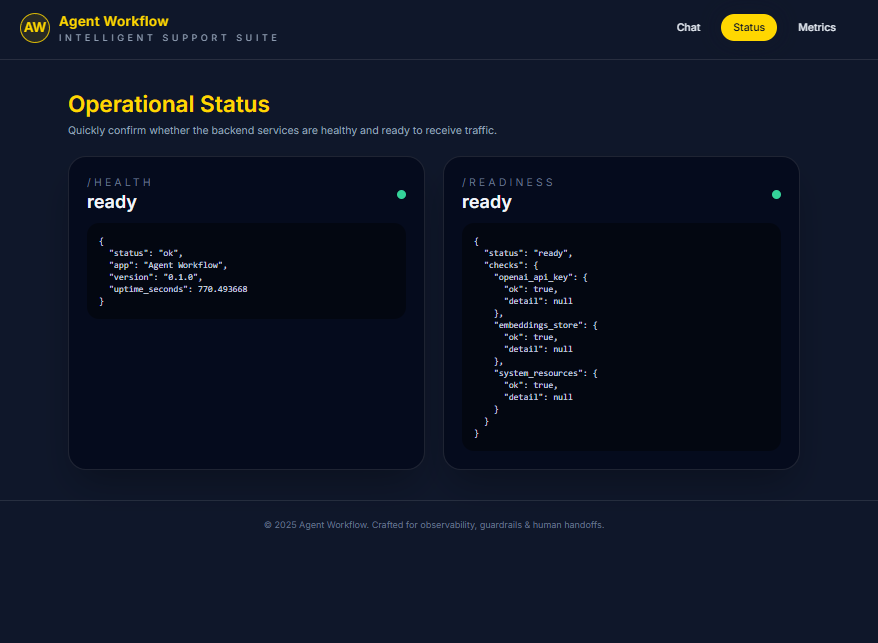 AW
Agent Workflow
INTELLIGENT SUPPORT SUITE
Chat
Status
Metrics
Operational Status
Quickly confirm whether the backend services are healthy and ready to receive traffic.
/HEALTH
ready
{
  "status": "ok",
  "app": "Agent Workflow",
  "version": "0.1.0",
  "uptime_seconds": 770.493668
}
/READINESS
ready
{
  "status": "ready",
  "checks": {
    "openai_api_key": {
      "ok": true,
      "detail": null
    },
    "embeddings_store": {
      "ok": true,
      "detail": null
    },
    "system_resources": {
      "ok": true,
      "detail": null
    }
  }
}
© 2025 Agent Workflow. Crafted for observability, guardrails & human handoffs.